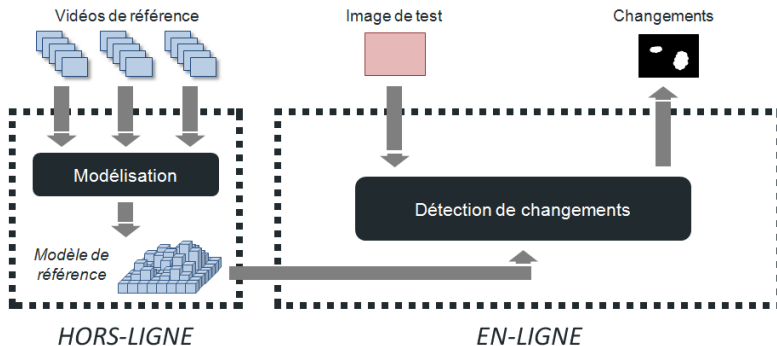 Vidéos de référence
Image de test
Changements
Modélisation
Détection de changements
Modèle de
référence
HORS-LIGNE
EN-LIGNE